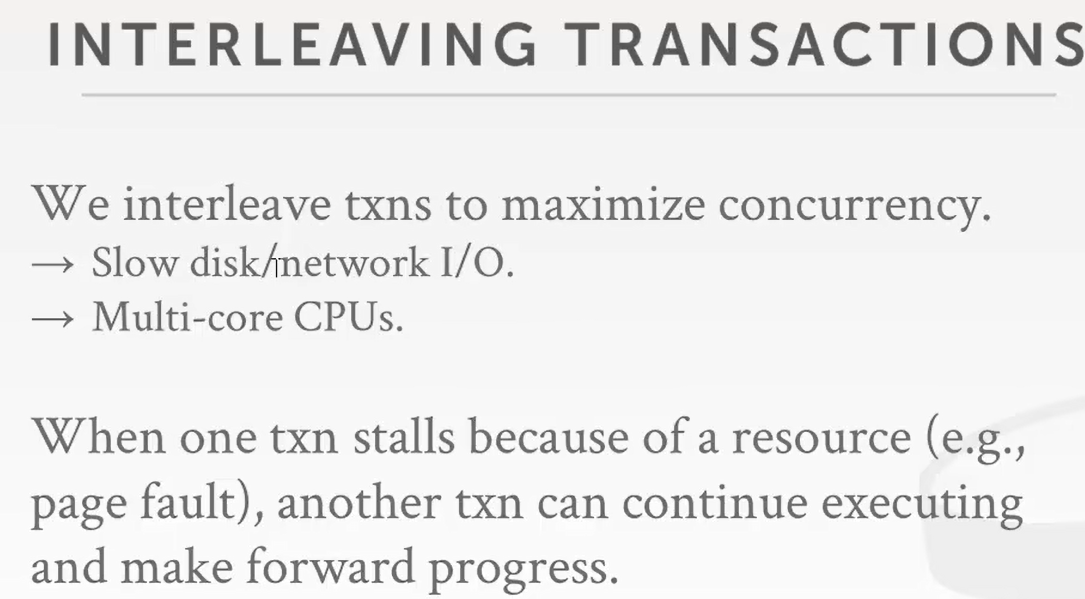 INTERLEAVING TRANSACTIONS
We interleave txns to maximize concurrency.
→ Slow disk/network I/O.
→ Multi-core CPUs.
When one txn stalls because of a resource (e.g.,
page fault), another txn can continue executing
and make forward progress.